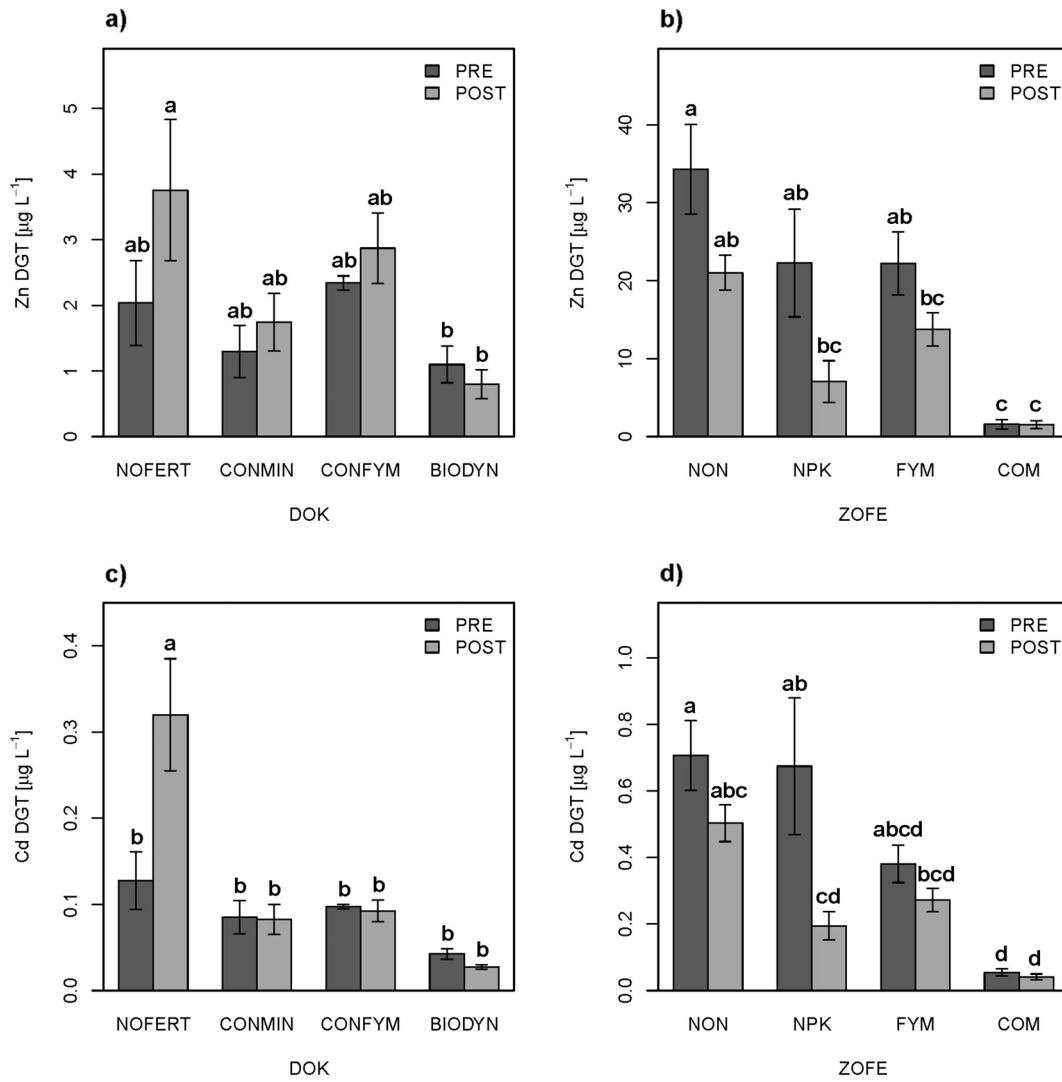 a)
PRE
POST
Zn DGT [µg L⁻¹]
0 1 2 3 4 5
ab a ab ab ab ab b b
NOFERT CONMIN CONFYM BIODYN
DOK
b)
PRE
POST
Zn DGT [µg L⁻¹]
0 10 20 30 40
a ab ab bc ab bc c c
NON NPK FYM COM
ZOFE
c)
PRE
POST
Cd DGT [µg L⁻¹]
0.0 0.1 0.2 0.3 0.4
b a b b b b b b
NOFERT CONMIN CONFYM BIODYN
DOK
d)
PRE
POST
Cd DGT [µg L⁻¹]
0.0 0.2 0.4 0.6 0.8 1.0
a abc ab cd abcd bcd d d
NON NPK FYM COM
ZOFE